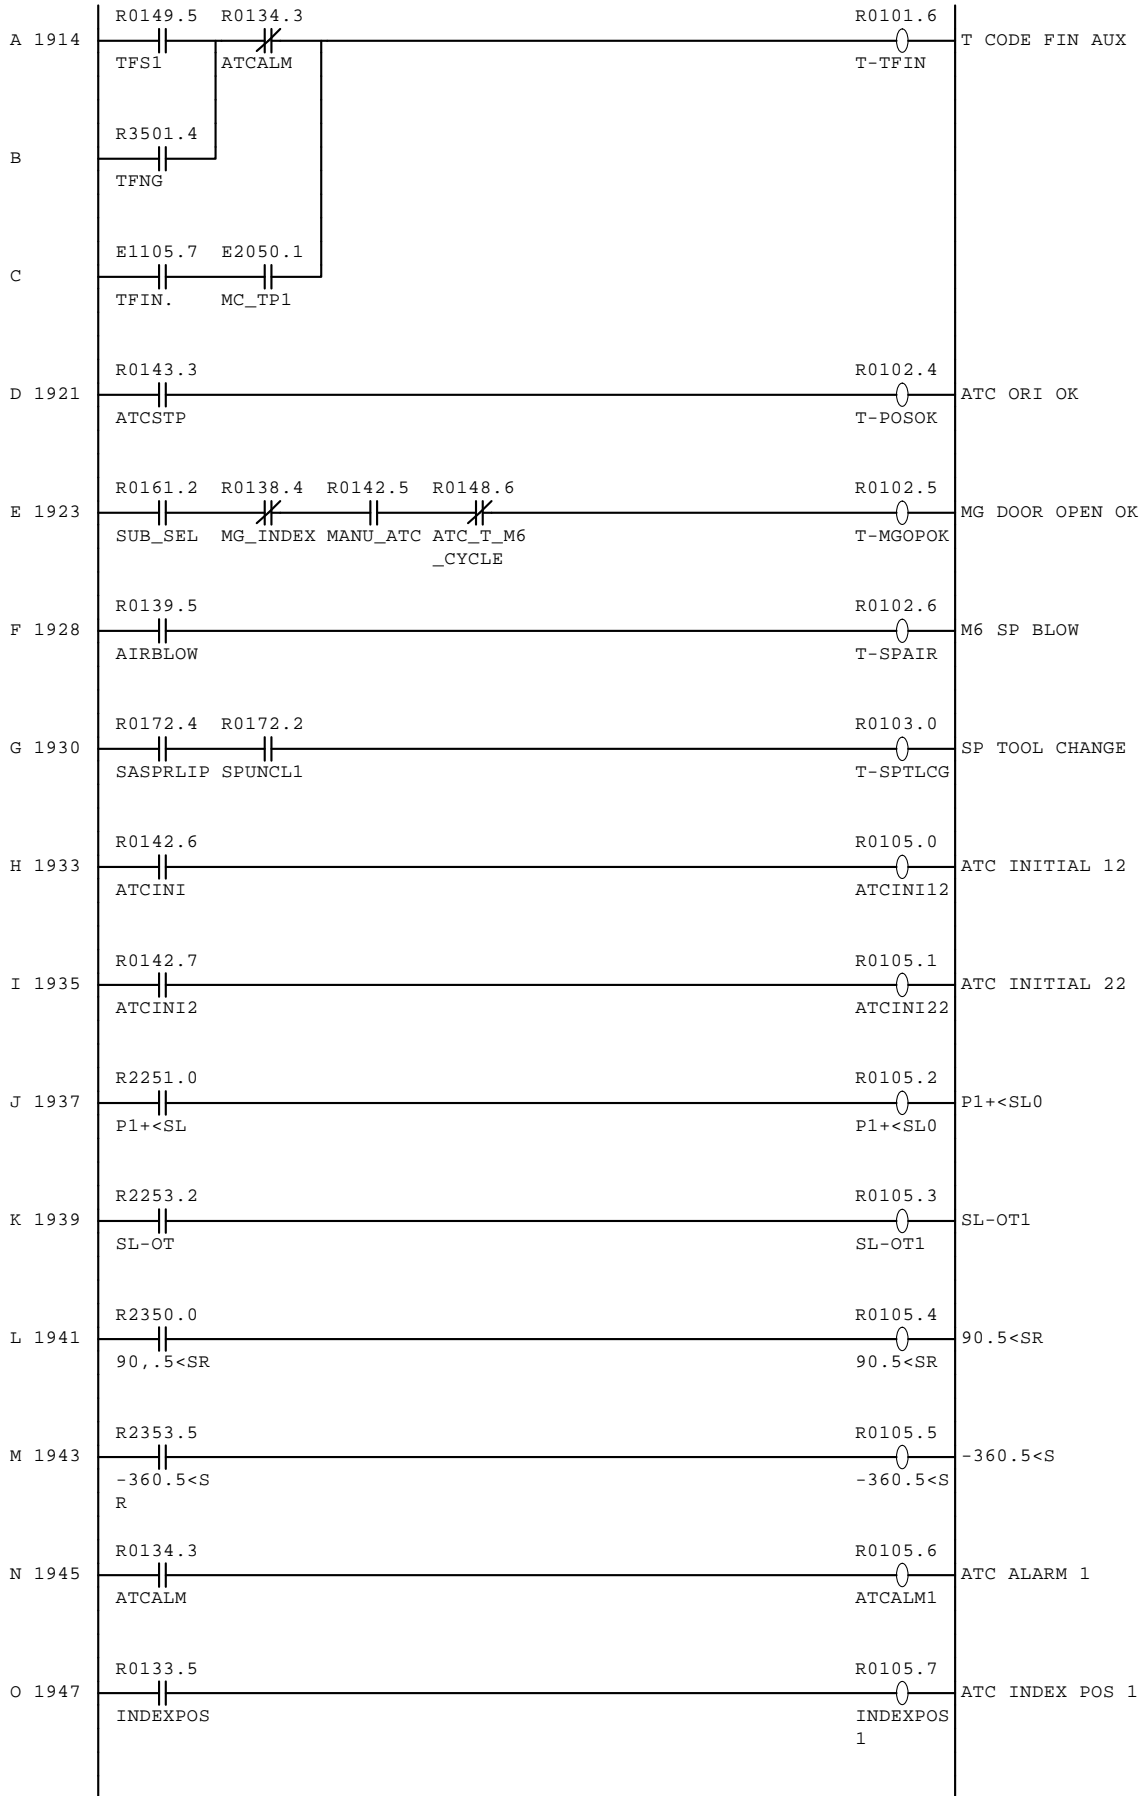 R0149.5 R0134.3 R0101.6
A 1914 T CODE FIN AUX
TFS1 ATCALM T-TFIN
R3501.4
B
TFNG
E1105.7 E2050.1
C
TFIN. MC_TP1
R0143.3 R0102.4
D 1921 ATC ORI OK
ATCSTP T-POSOK
R0161.2 R0138.4 R0142.5 R0148.6 R0102.5
E 1923 MG DOOR OPEN OK
SUB_SEL MG_INDEX MANU_ATC ATC_T_M6 T-MGOPOK
_CYCLE
R0139.5 R0102.6
F 1928 M6 SP BLOW
AIRBLOW T-SPAIR
R0172.4 R0172.2 R0103.0
G 1930 SP TOOL CHANGE
SASPRLIP SPUNCL1 T-SPTLCG
R0142.6 R0105.0
H 1933 ATC INITIAL 12
ATCINI ATCINI12
R0142.7 R0105.1
I 1935 ATC INITIAL 22
ATCINI2 ATCINI22
R2251.0 R0105.2
J 1937 P1+<SL0
P1+<SL P1+<SL0
R2253.2 R0105.3
K 1939 SL-OT1
SL-OT SL-OT1
R2350.0 R0105.4
L 1941 90.5<SR
90,.5<SR 90.5<SR
R2353.5 R0105.5
M 1943 -360.5<S
-360.5<S -360.5<S
R
R0134.3 R0105.6
N 1945 ATC ALARM 1
ATCALM ATCALM1
R0133.5 R0105.7
O 1947 ATC INDEX POS 1
INDEXPOS INDEXPOS
1